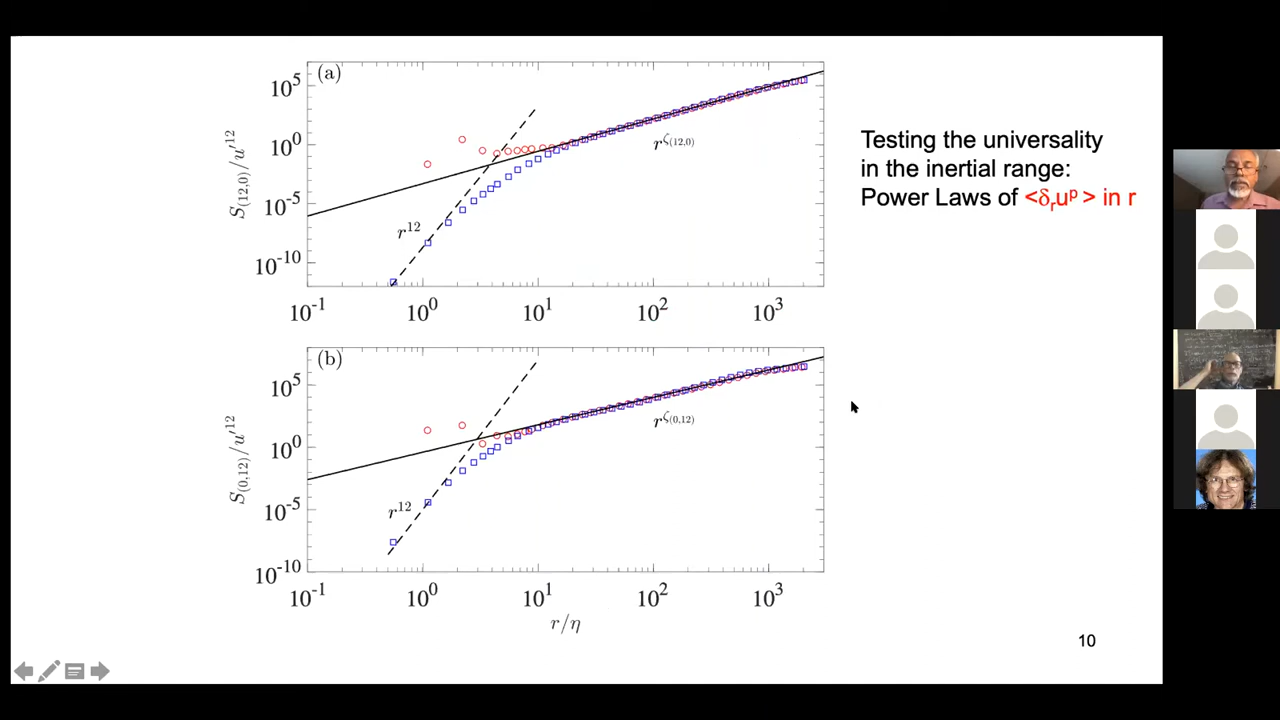 (a)
10^5
10^0
10^-5
10^-10
S_(12,0)/u'^12
r^12
r^ζ(12,0)
10^-1 10^0 10^1 10^2 10^3
Testing the universality
in the inertial range:
Power Laws of <δ_r u^p > in r
(b)
10^5
10^0
10^-5
10^-10
S_(0,12)/u'^12
r^12
r^ζ(0,12)
10^-1 10^0 10^1 10^2 10^3
r/η
10